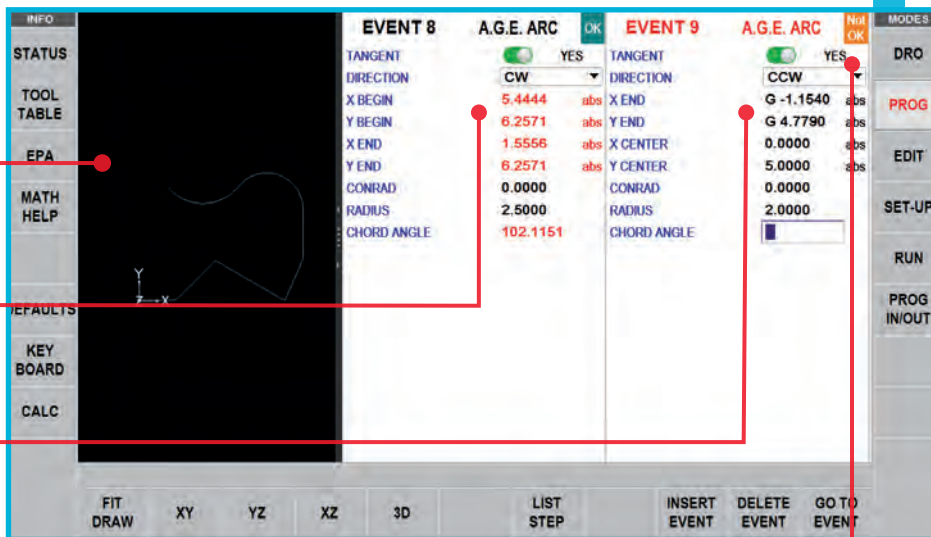 INFO
STATUS
TOOL
TABLE
EPA
MATH
HELP
DEFAULTS
KEY
BOARD
CALC
EVENT 8 A.G.E. ARC OK
TANGENT YES
DIRECTION CW
X BEGIN 5.4444 abs
Y BEGIN 6.2571 abs
X END 1.5556 abs
Y END 6.2571 abs
CONRAD 0.0000
RADIUS 2.5000
CHORD ANGLE 102.1151
EVENT 9 A.G.E. ARC Not OK
TANGENT YES
DIRECTION CCW
X END G -1.1540 abs
Y END G 4.7790 abs
X CENTER 0.0000 abs
Y CENTER 5.0000 abs
CONRAD 0.0000
RADIUS 2.0000
CHORD ANGLE
Y
Z X
MODES
DRO
PROG
EDIT
SET-UP
RUN
PROG
IN/OUT
FIT
DRAW
XY
YZ
XZ
3D
LIST
STEP
INSERT
EVENT
DELETE
EVENT
GO TO
EVENT